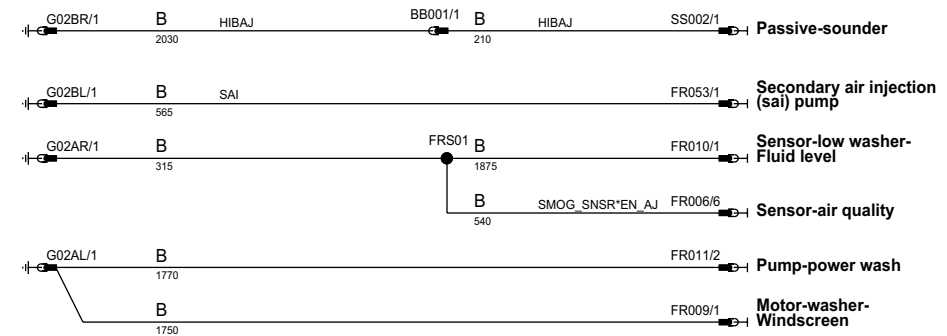 G02BR/1 B HIBAJ BB001/1 B HIBAJ SS002/1 Passive-sounder
2030 210
G02BL/1 B SAI FR053/1 Secondary air injection
(sai) pump
565
G02AR/1 B FRS01 B FR010/1 Sensor-low washer-
Fluid level
315 1875
B SMOG_SNSR*EN_AJ FR006/6 Sensor-air quality
540
G02AL/1 B FR011/2 Pump-power wash
1770
B FR009/1 Motor-washer-
Windscreen
1750